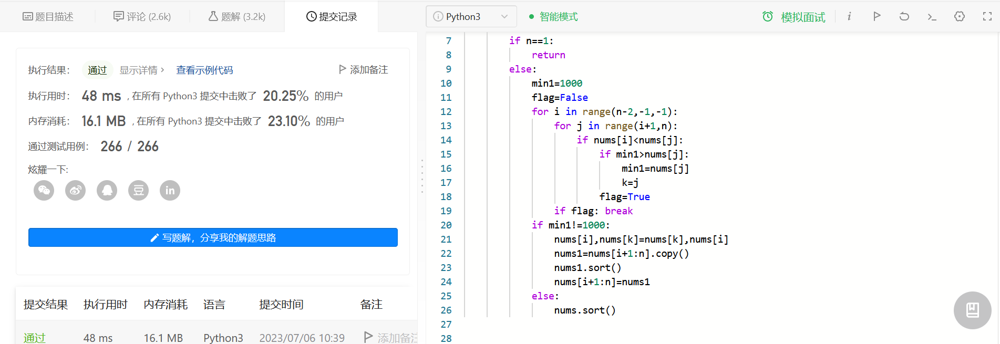 题目描述
评论 (2.6k)
题解 (3.2k)
提交记录
执行结果：
通过
显示详情 ›
查看示例代码
添加备注
执行用时：
48 ms , 在所有 Python3 提交中击败了 20.25% 的用户
内存消耗：
16.1 MB , 在所有 Python3 提交中击败了 23.10% 的用户
通过测试用例：
266 / 266
炫耀一下:
豆
in
写题解，分享我的解题思路
提交结果 执行用时 内存消耗 语言 提交时间 备注
通过 48 ms 16.1 MB Python3 2023/07/06 10:39 添加备注
Python3
智能模式
模拟面试
7 if n==1:
8 return
9 else:
10 min1=1000
11 flag=False
12 for i in range(n-2,-1,-1):
13 for j in range(i+1,n):
14 if nums[i]<nums[j]:
15 if min1>nums[j]:
16 min1=nums[j]
17 k=j
18 flag=True
19 if flag: break
20 if min1!=1000:
21 nums[i],nums[k]=nums[k],nums[i]
22 nums1=nums[i+1:n].copy()
23 nums1.sort()
24 nums[i+1:n]=nums1
25 else:
26 nums.sort()
27
28